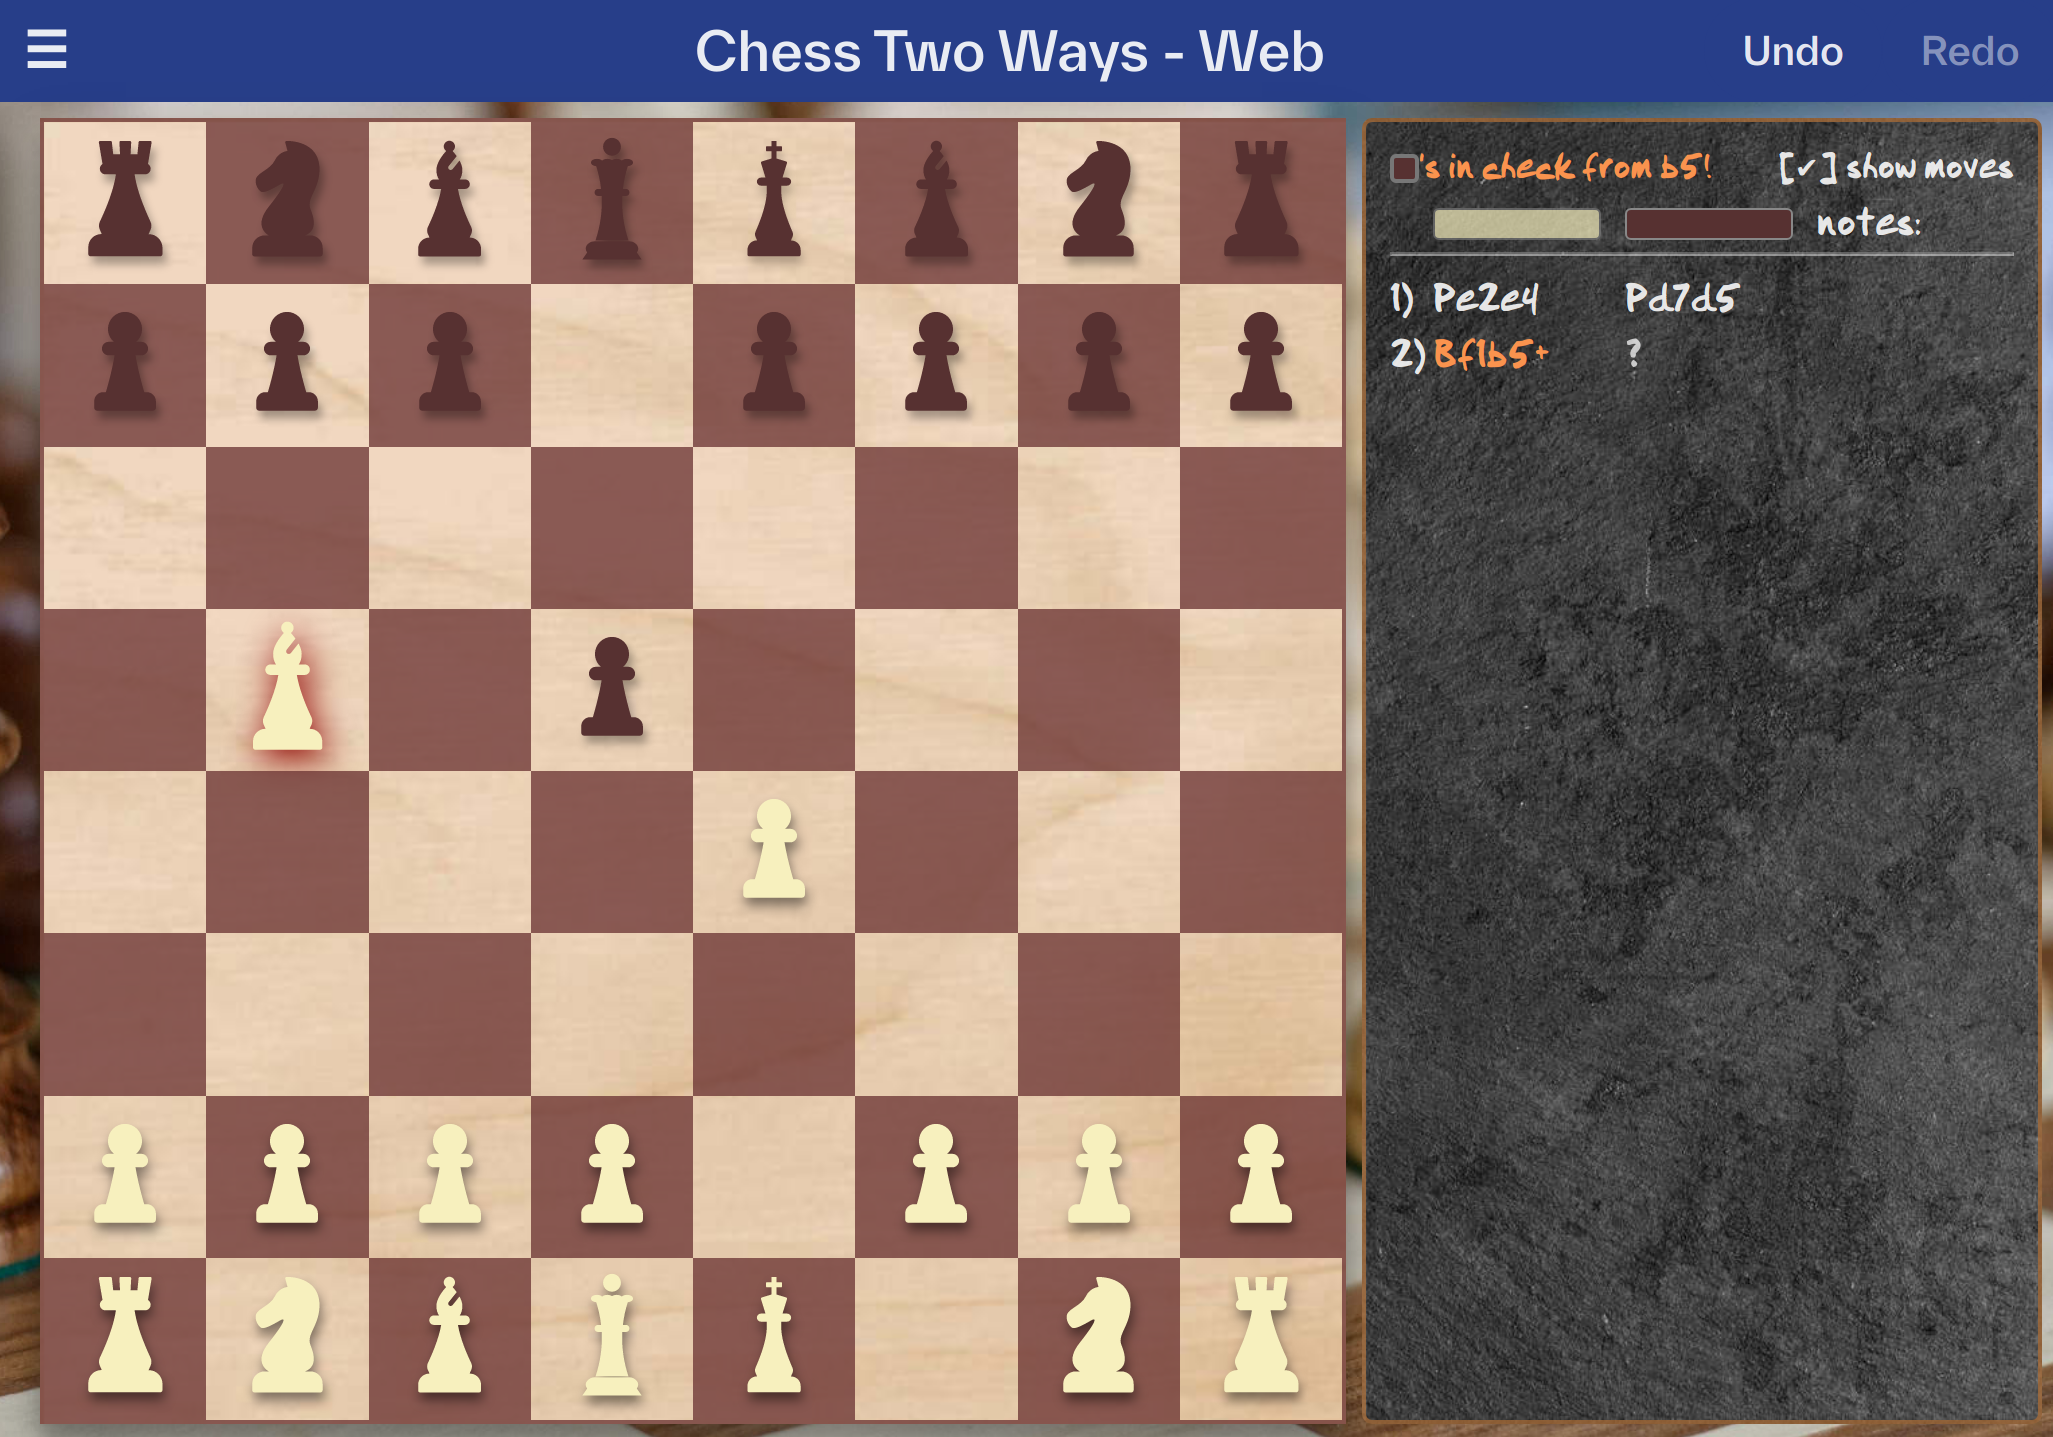 ☰ Chess Two Ways - Web Undo Redo
's in check from b5! [✓] show moves
notes:
1) Pe2e4 Pd7d5
2) Bf1b5+ ?